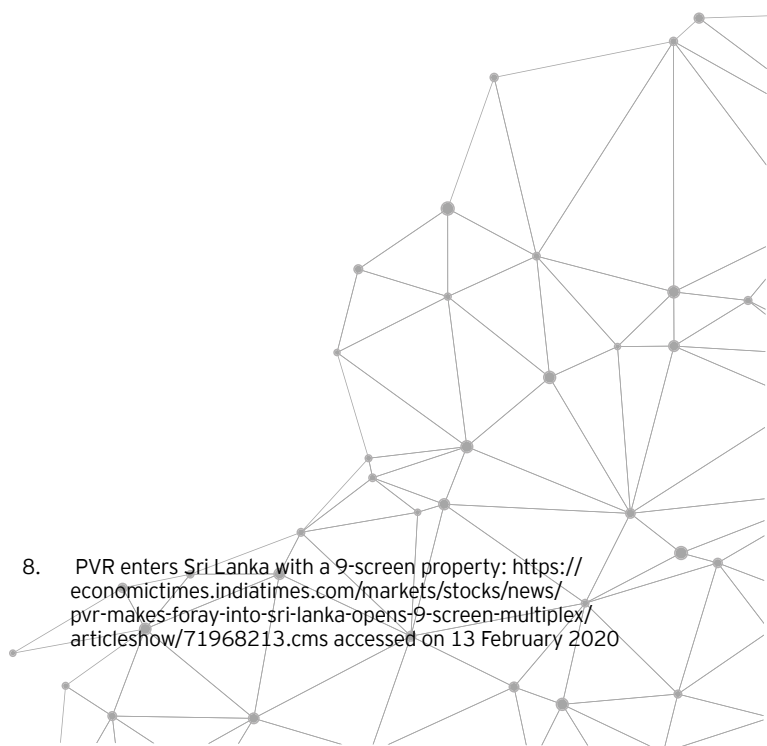 8. PVR enters Sri Lanka with a 9-screen property: https://
economictimes.indiatimes.com/markets/stocks/news/
pvr-makes-foray-into-sri-lanka-opens-9-screen-multiplex/
articleshow/71968213.cms accessed on 13 February 2020